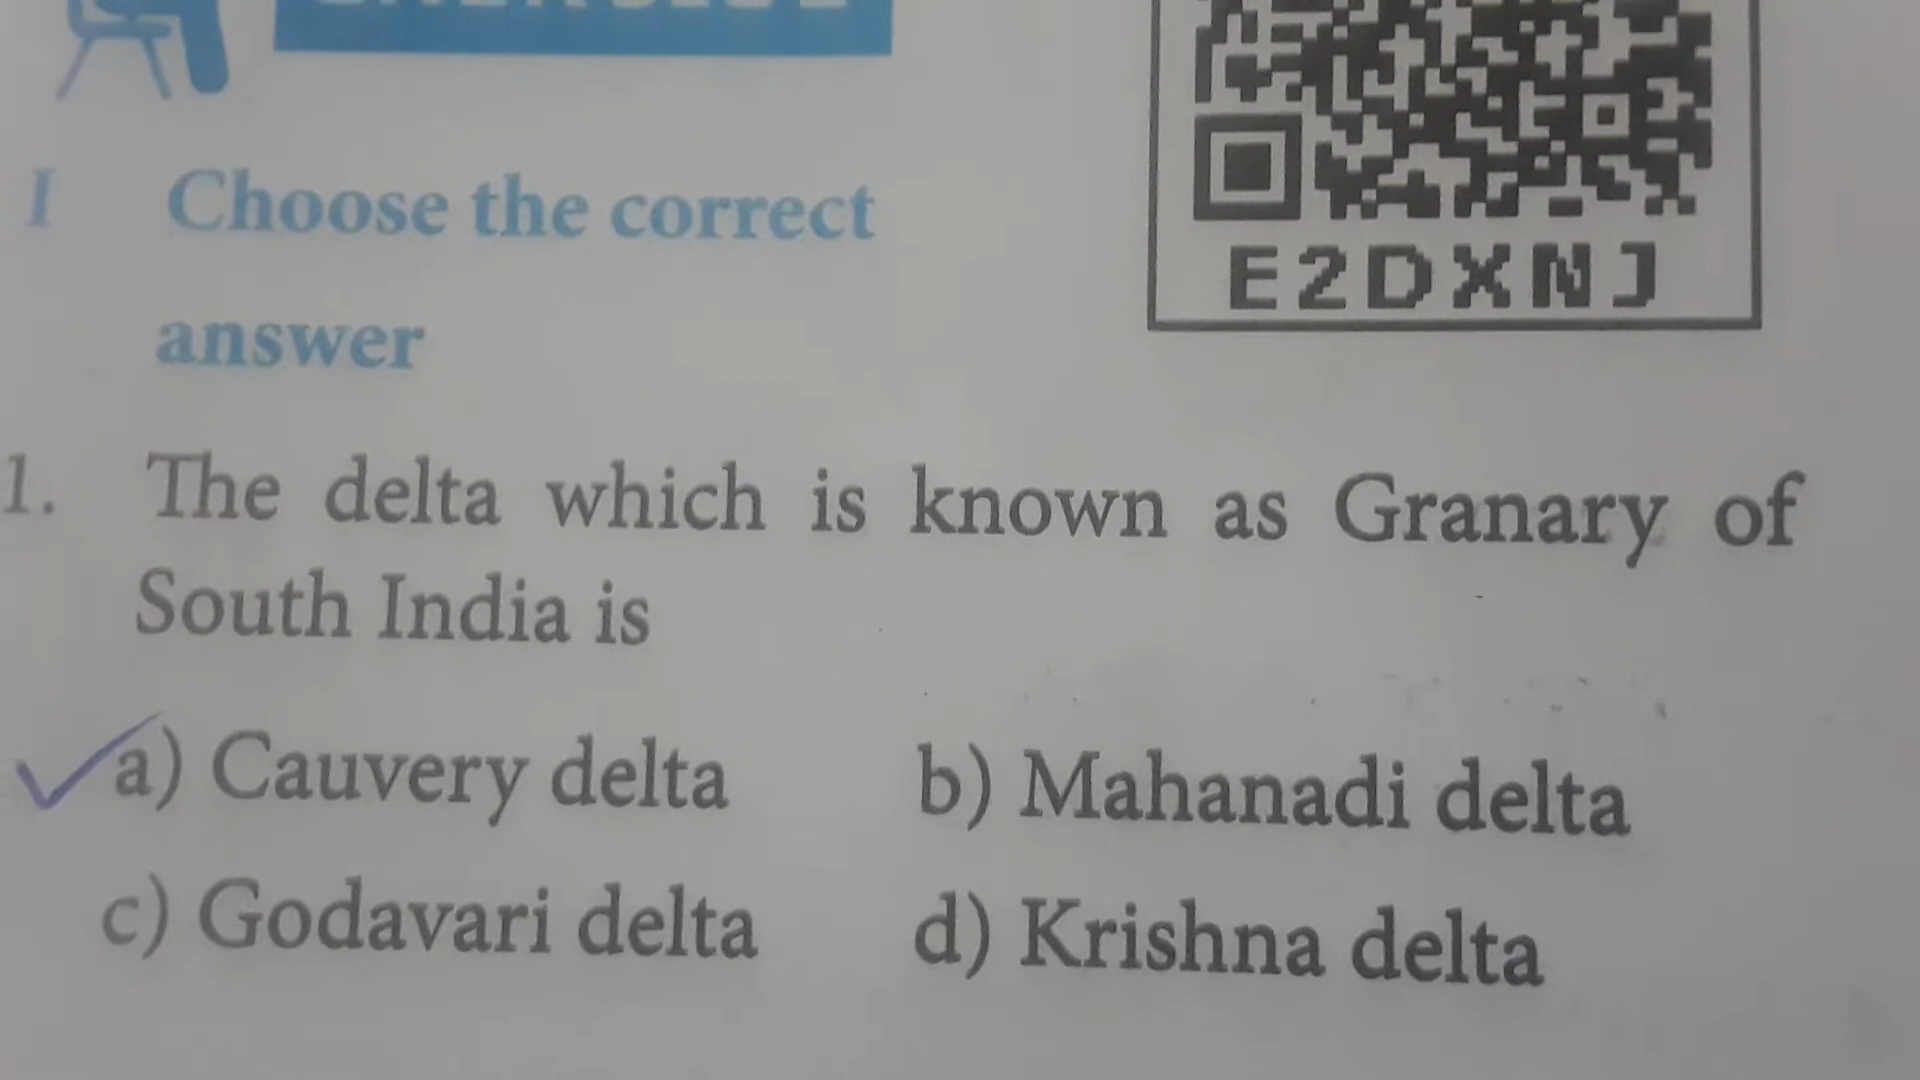 I Choose the correct
answer
E2DXNJ
1. The delta which is known as Granary of
South India is
a) Cauvery delta b) Mahanadi delta
c) Godavari delta d) Krishna delta